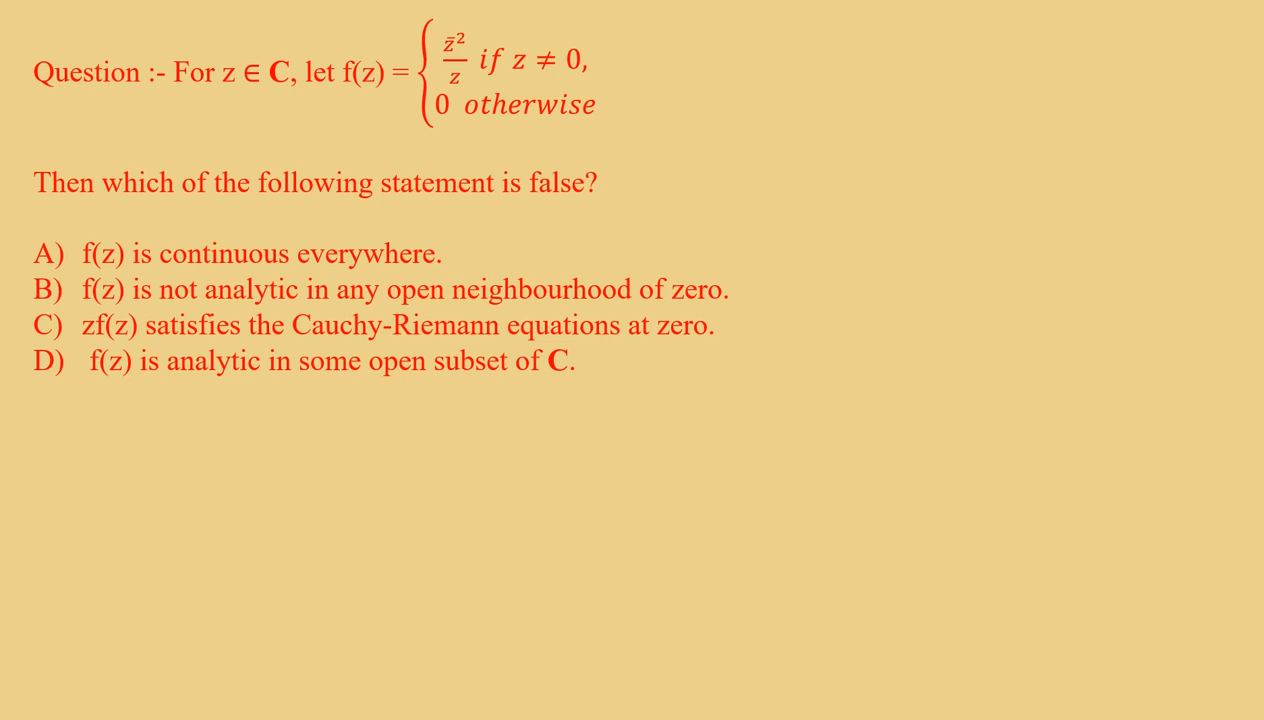 Question :- For z ∈ C, let f(z) = { z̄²/z if z ≠ 0,
0 otherwise
Then which of the following statement is false?
A) f(z) is continuous everywhere.
B) f(z) is not analytic in any open neighbourhood of zero.
C) zf(z) satisfies the Cauchy-Riemann equations at zero.
D) f(z) is analytic in some open subset of C.